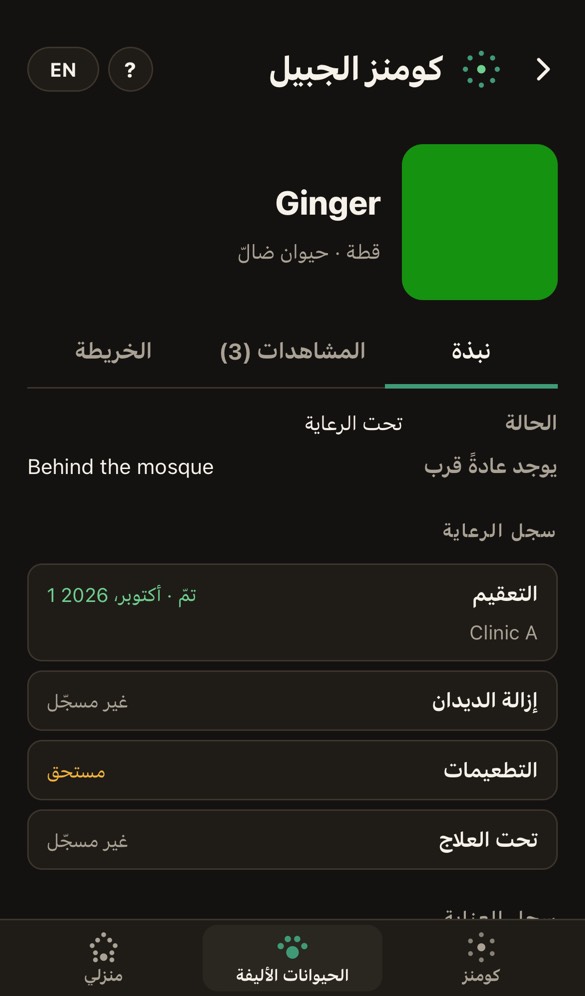 كومنز الجبيل
?
EN
Ginger
قطة · حيوان ضالّ
نبذة
المشاهدات (3)
الخريطة
الحالة
تحت الرعاية
يوجد عادةً قرب
Behind the mosque
سجل الرعاية
التعقيم
تمّ · أكتوبر، 2026 1
Clinic A
إزالة الديدان
غير مسجّل
التطعيمات
مستحق
تحت العلاج
غير مسجّل
كومنز
الحيوانات الأليفة
منزلي